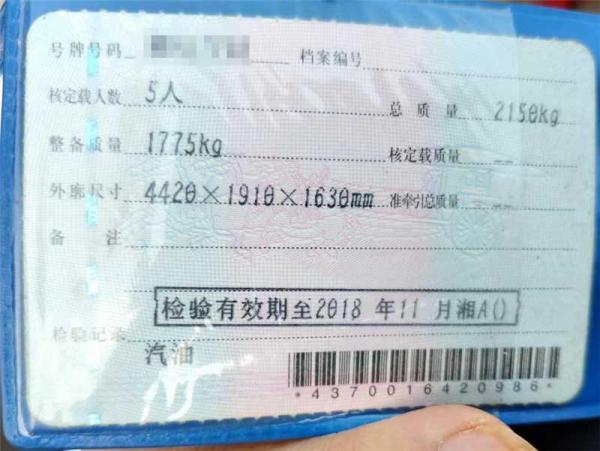 号牌号码 档案编号
核定载人数 5人 总质量 2150kg
整备质量 1775kg 核定载质量 --
外廓尺寸 4420×1910×1630mm 准牵引总质量 --
备注
检验有效期至2018 年11 月湘A()
检验记录
汽油
*4370016420986*